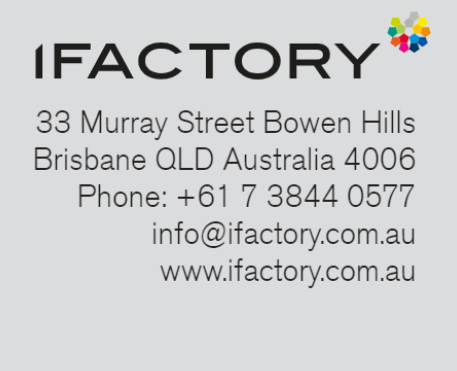 IFACTORY
33 Murray Street Bowen Hills
Brisbane QLD Australia 4006
Phone: +61 7 3844 0577
info@ifactory.com.au
www.ifactory.com.au